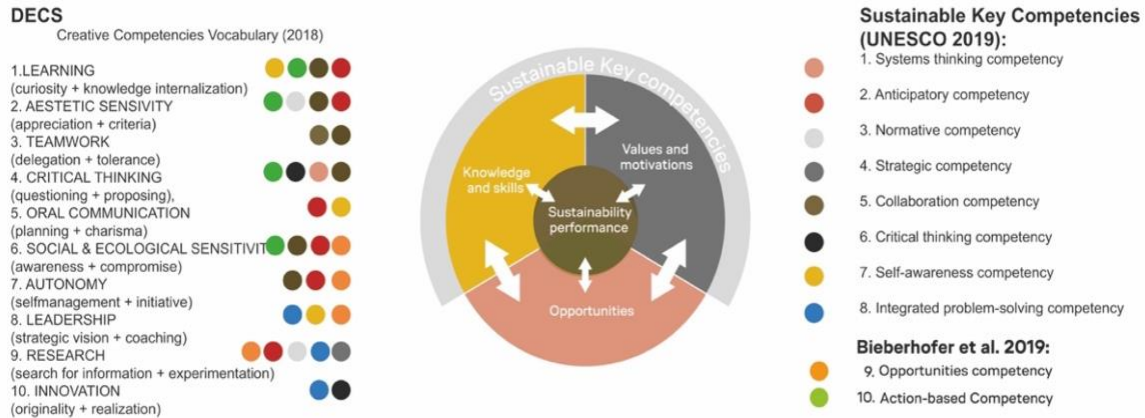 DECS
Creative Competencies Vocabulary (2018)
1.LEARNING
(curiosity + knowledge internalization)
2. AESTETIC SENSIVITY
(appreciation + criteria)
3. TEAMWORK
(delegation + tolerance)
4. CRITICAL THINKING
(questioning + proposing),
5. ORAL COMMUNICATION
(planning + charisma)
6. SOCIAL & ECOLOGICAL SENSITIVIT
(awareness + compromise)
7. AUTONOMY
(selfmanagement + initiative)
8. LEADERSHIP
(strategic vision + coaching)
9. RESEARCH
(search for information + experimentation)
10. INNOVATION
(originality + realization)
Sustainable Key competencies
Knowledge
and skills
Values and
motivations
Sustainability
performance
Opportunities
Sustainable Key Competencies
(UNESCO 2019):
1. Systems thinking competency
2. Anticipatory competency
3. Normative competency
4. Strategic competency
5. Collaboration competency
6. Critical thinking competency
7. Self-awareness competency
8. Integrated problem-solving competency
Bieberhofer et al. 2019:
9. Opportunities competency
10. Action-based Competency